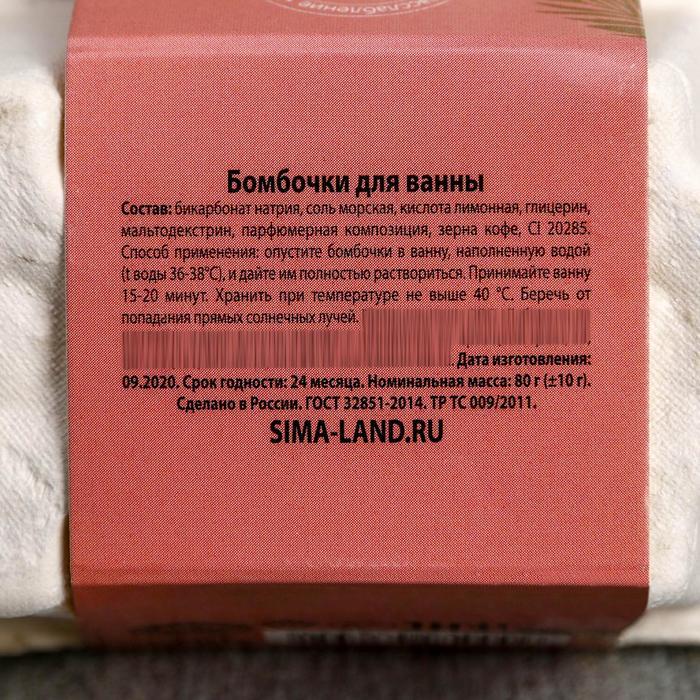 асслабление
Бомбочки для ванны
Состав: бикарбонат натрия, соль морская, кислота лимонная, глицерин,
мальтодекстрин, парфюмерная композиция, зерна кофе, CI 20285.
Способ применения: опустите бомбочки в ванну, наполненную водой
(t воды 36-38°C), и дайте им полностью раствориться. Принимайте ванну
15-20 минут. Хранить при температуре не выше 40 °C. Беречь от
попадания прямых солнечных лучей.
Дата изготовления:
09.2020. Срок годности: 24 месяца. Номинальная масса: 80 г (±10 г).
Сделано в России. ГОСТ 32851-2014. ТР ТС 009/2011.
SIMA-LAND.RU